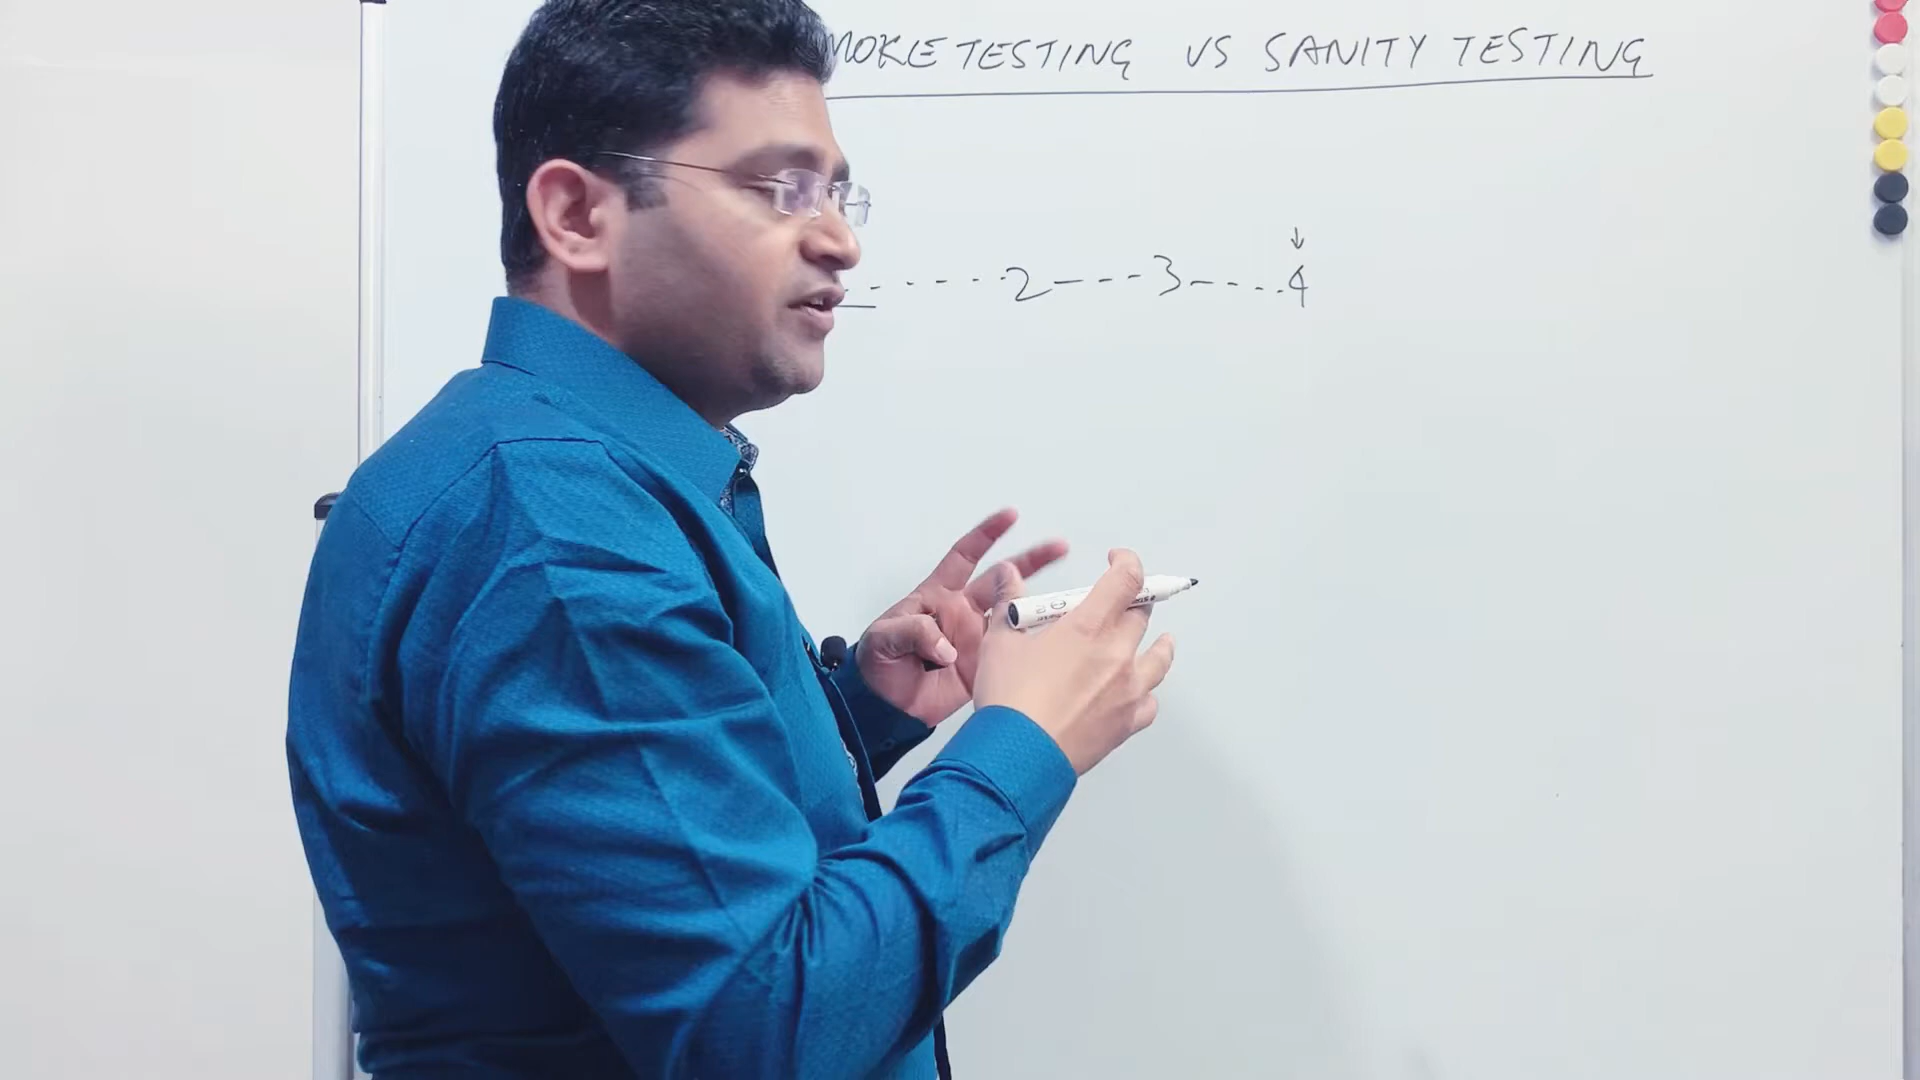 MOKE TESTING VS SANITY TESTING
2 --- 3 ---- 4